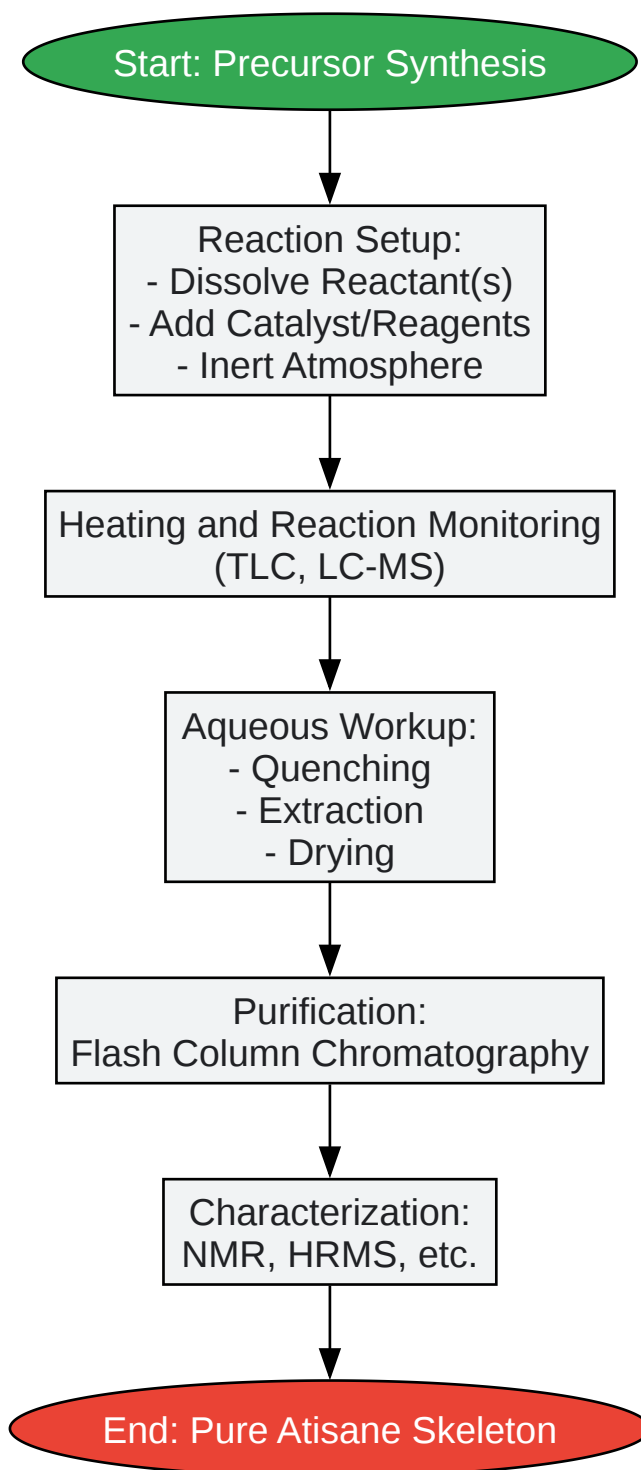 Start: Precursor Synthesis
Reaction Setup:
- Dissolve Reactant(s)
- Add Catalyst/Reagents
- Inert Atmosphere
Heating and Reaction Monitoring
(TLC, LC-MS)
Aqueous Workup:
- Quenching
- Extraction
- Drying
Purification:
Flash Column Chromatography
Characterization:
NMR, HRMS, etc.
End: Pure Atisane Skeleton